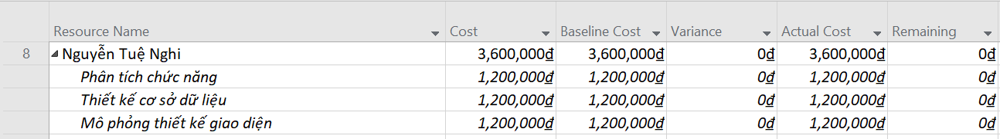 Resource Name Cost Baseline Cost Variance Actual Cost Remaining
8 Nguyễn Tuệ Nghi 3,600,000₫ 3,600,000₫ 0₫ 3,600,000₫ 0₫
Phân tích chức năng 1,200,000₫ 1,200,000₫ 0₫ 1,200,000₫ 0₫
Thiết kế cơ sở dữ liệu 1,200,000₫ 1,200,000₫ 0₫ 1,200,000₫ 0₫
Mô phỏng thiết kế giao diện 1,200,000₫ 1,200,000₫ 0₫ 1,200,000₫ 0₫